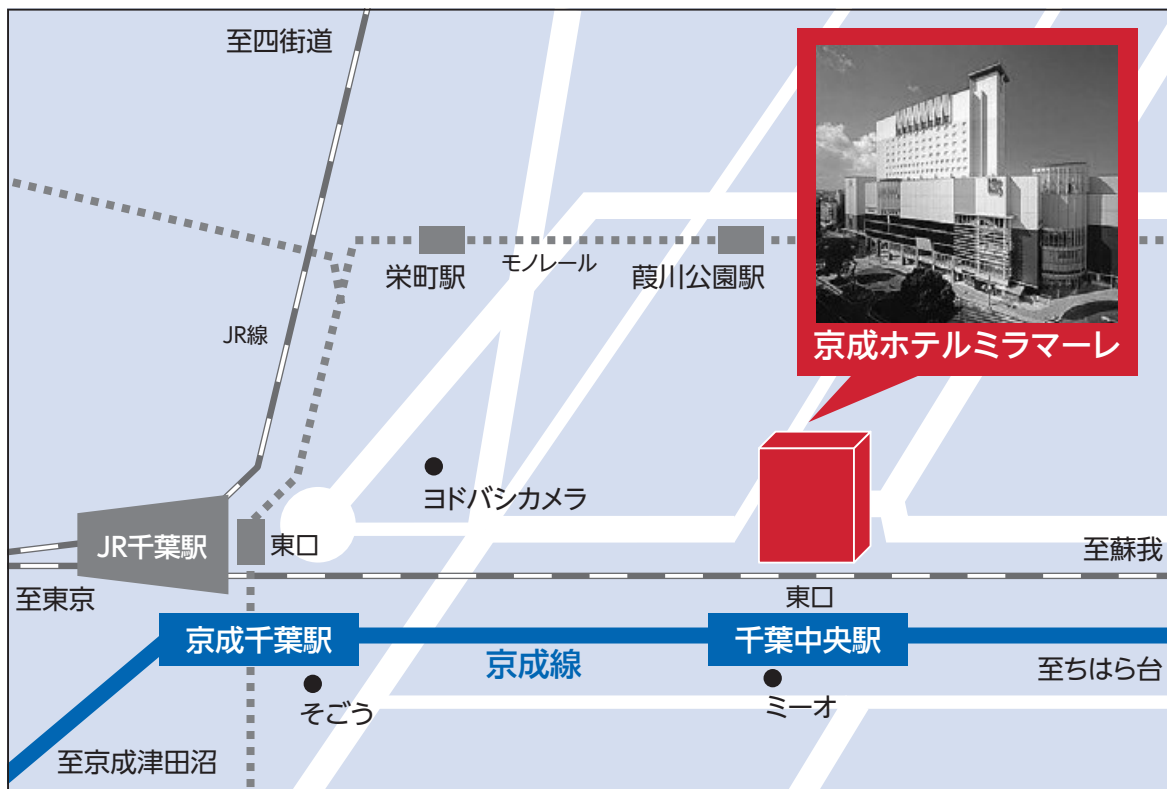 至四街道
栄町駅
モノレール
葭川公園駅
JR線
京成ホテルミラマーレ
ヨドバシカメラ
JR千葉駅
東口
至蘇我
至東京
東口
京成千葉駅
千葉中央駅
京成線
至ちはら台
そごう
ミーオ
至京成津田沼